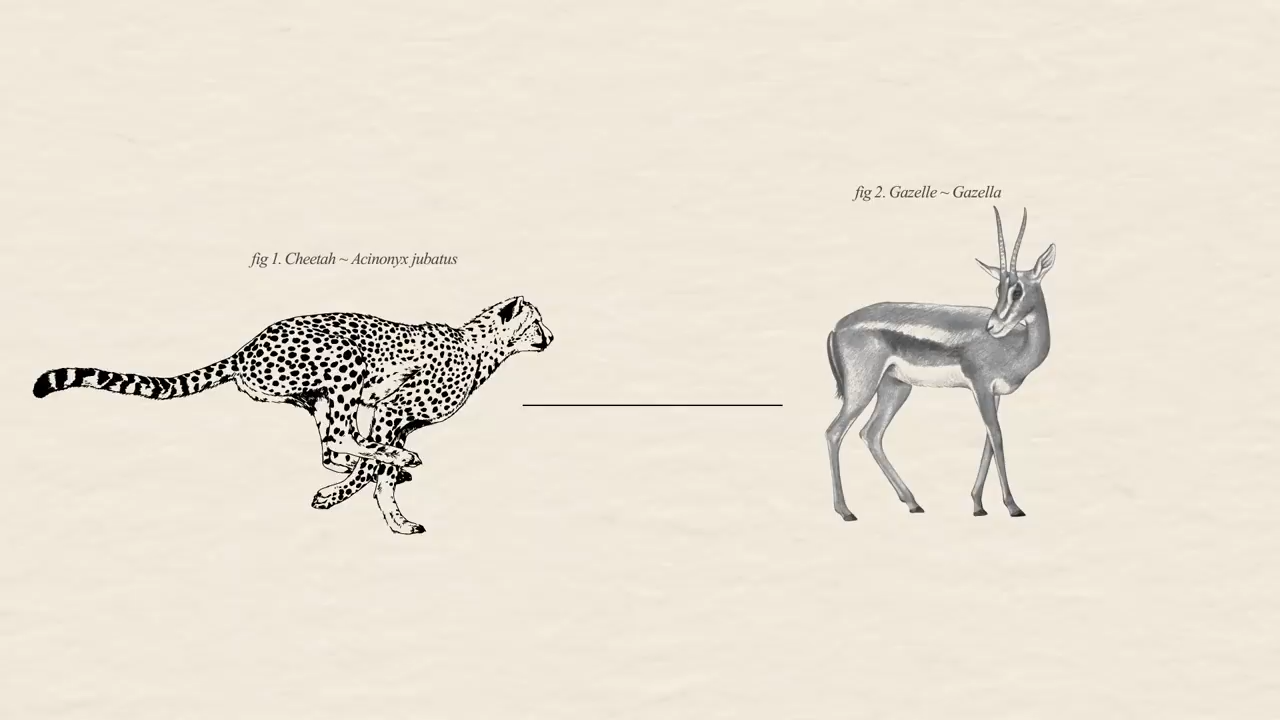 fig 1. Cheetah ~ Acinonyx jubatus
fig 2. Gazelle ~ Gazella